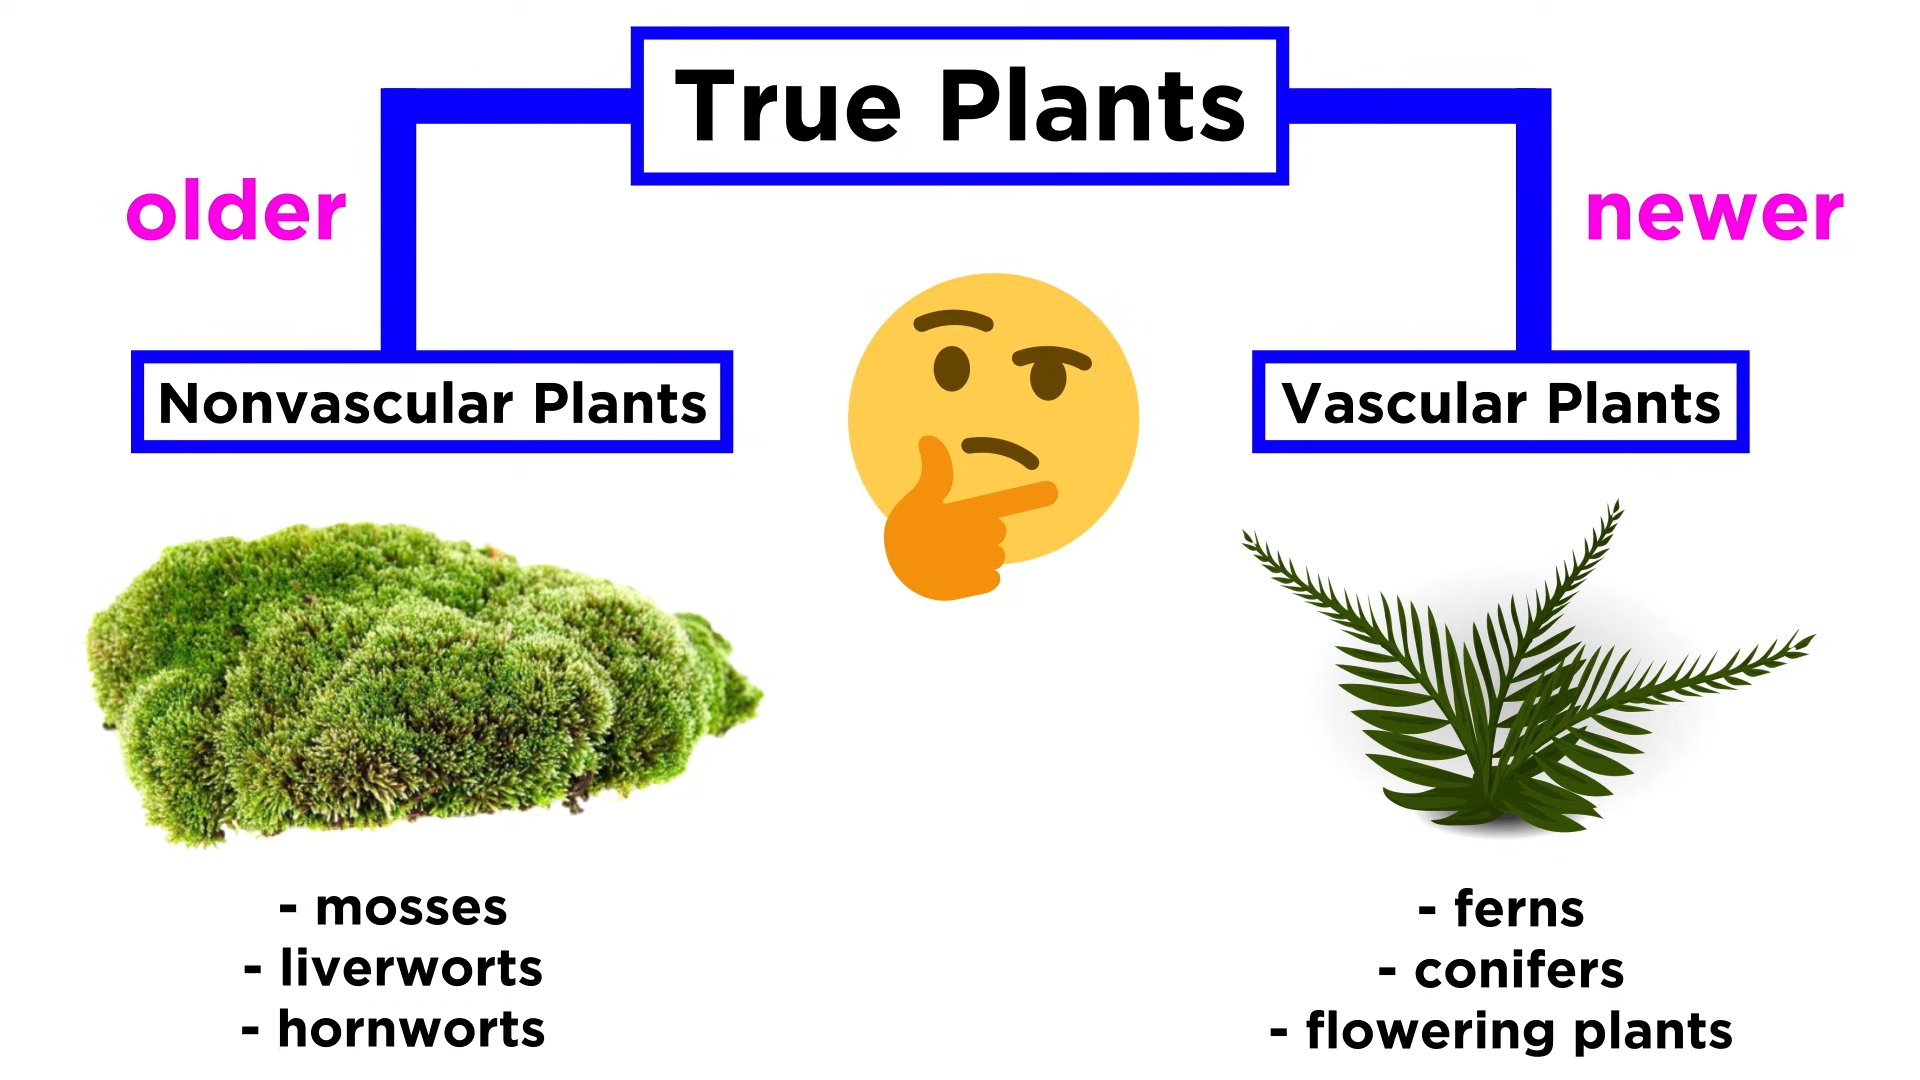 True Plants
older
newer
Nonvascular Plants
Vascular Plants
- mosses
- liverworts
- hornworts
- ferns
- conifers
- flowering plants